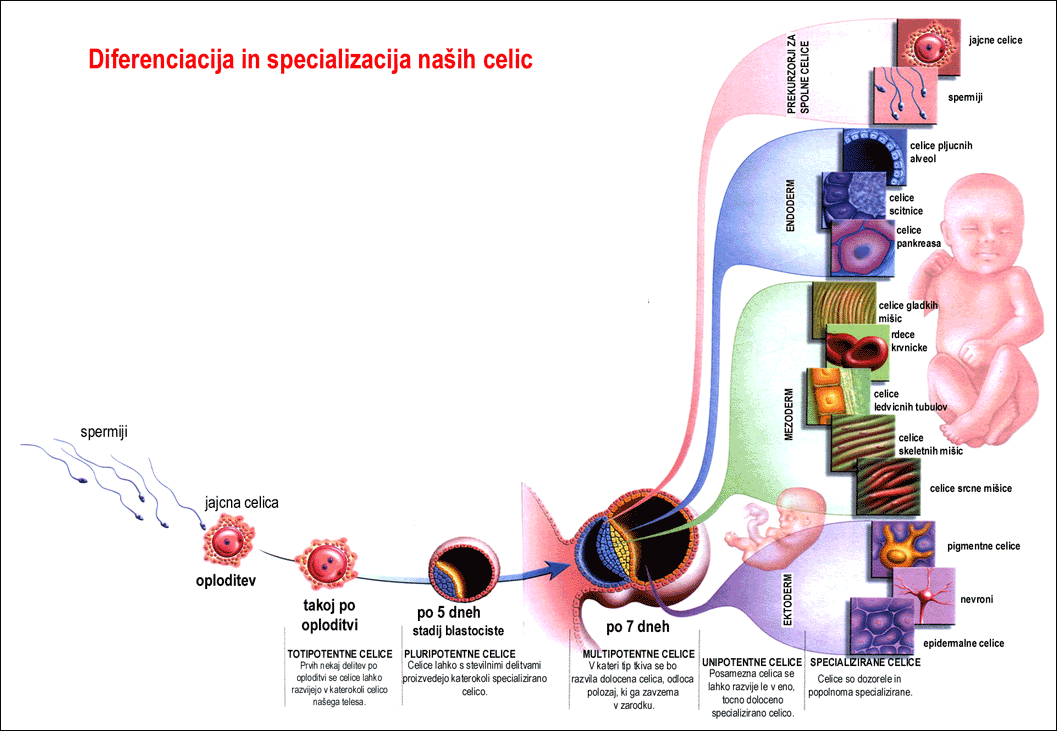 Diferenciacija in specializacija naših celic
PREKURZORJI ZA
SPOLNE CELICE
jajcne celice
spermiji
ENDODERM
celice pljucnih
alveol
celice
scitnice
celice
pankreasa
MEZODERM
celice gladkih
mišic
rdece
krvnicke
celice
ledvicnih tubulov
celice
skeletnih mišic
celice srcne mišice
EKTODERM
pigmentne celice
nevroni
epidermalne celice
spermiji
jajcna celica
oploditev
takoj po
oploditvi
po 5 dneh
stadij blastociste
po 7 dneh
TOTIPOTENTNE CELICE
Prvih nekaj delitev po
oploditvi se celice lahko
razvijejo v katerokoli celico
našega telesa.
PLURIPOTENTNE CELICE
Celice lahko s stevilnimi delitvami
proizvedejo katerokoli specializirano
celico.
MULTIPOTENTNE CELICE
V kateri tip tkiva se bo
razvila dolocena celica, odloca
polozaj, ki ga zavzema
v zarodku.
UNIPOTENTNE CELICE
Posamezna celica se
lahko razvije le v eno,
tocno doloceno
specializirano celico.
SPECIALIZIRANE CELICE
Celice so dozorele in
popolnoma specializirane.